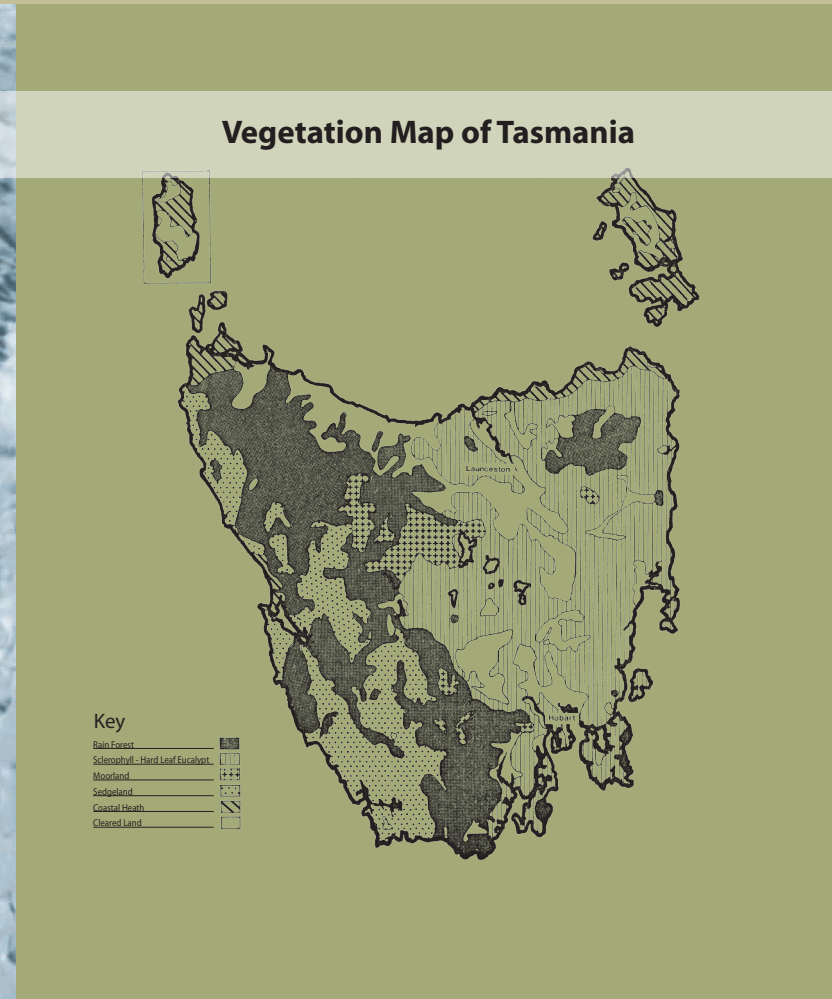 Vegetation Map of Tasmania
Launceston
Hobart
Key
Rain Forest
Sclerophyll - Hard Leaf Eucalypt
Moorland
Sedgeland
Coastal Heath
Cleared Land